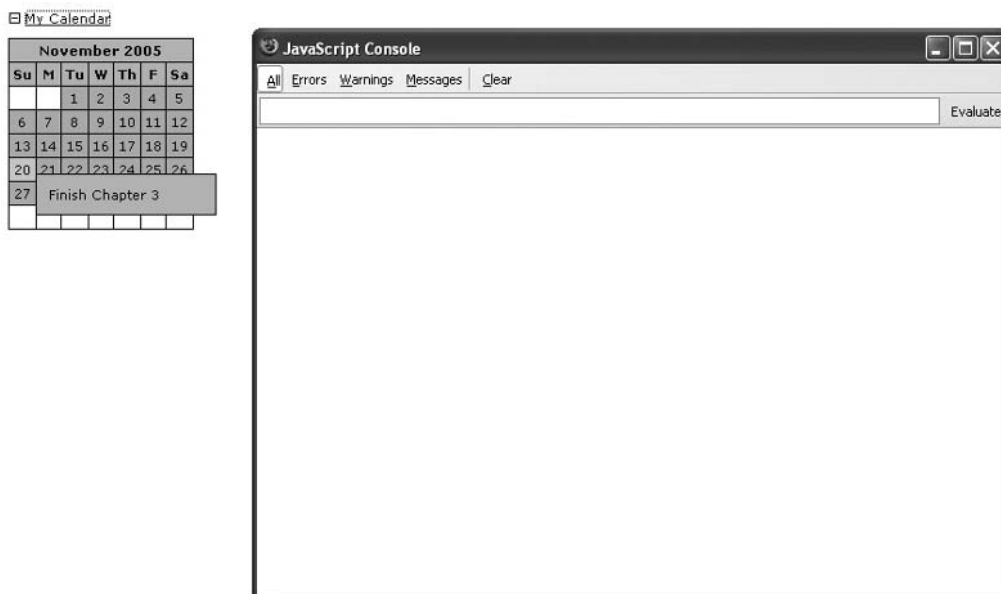 My Calendar
November 2005
Su M Tu W Th F Sa
1 2 3 4 5
6 7 8 9 10 11 12
13 14 15 16 17 18 19
20 21 22 23 24 25 26
27 Finish Chapter 3
JavaScript Console
All Errors Warnings Messages Clear
Evaluate